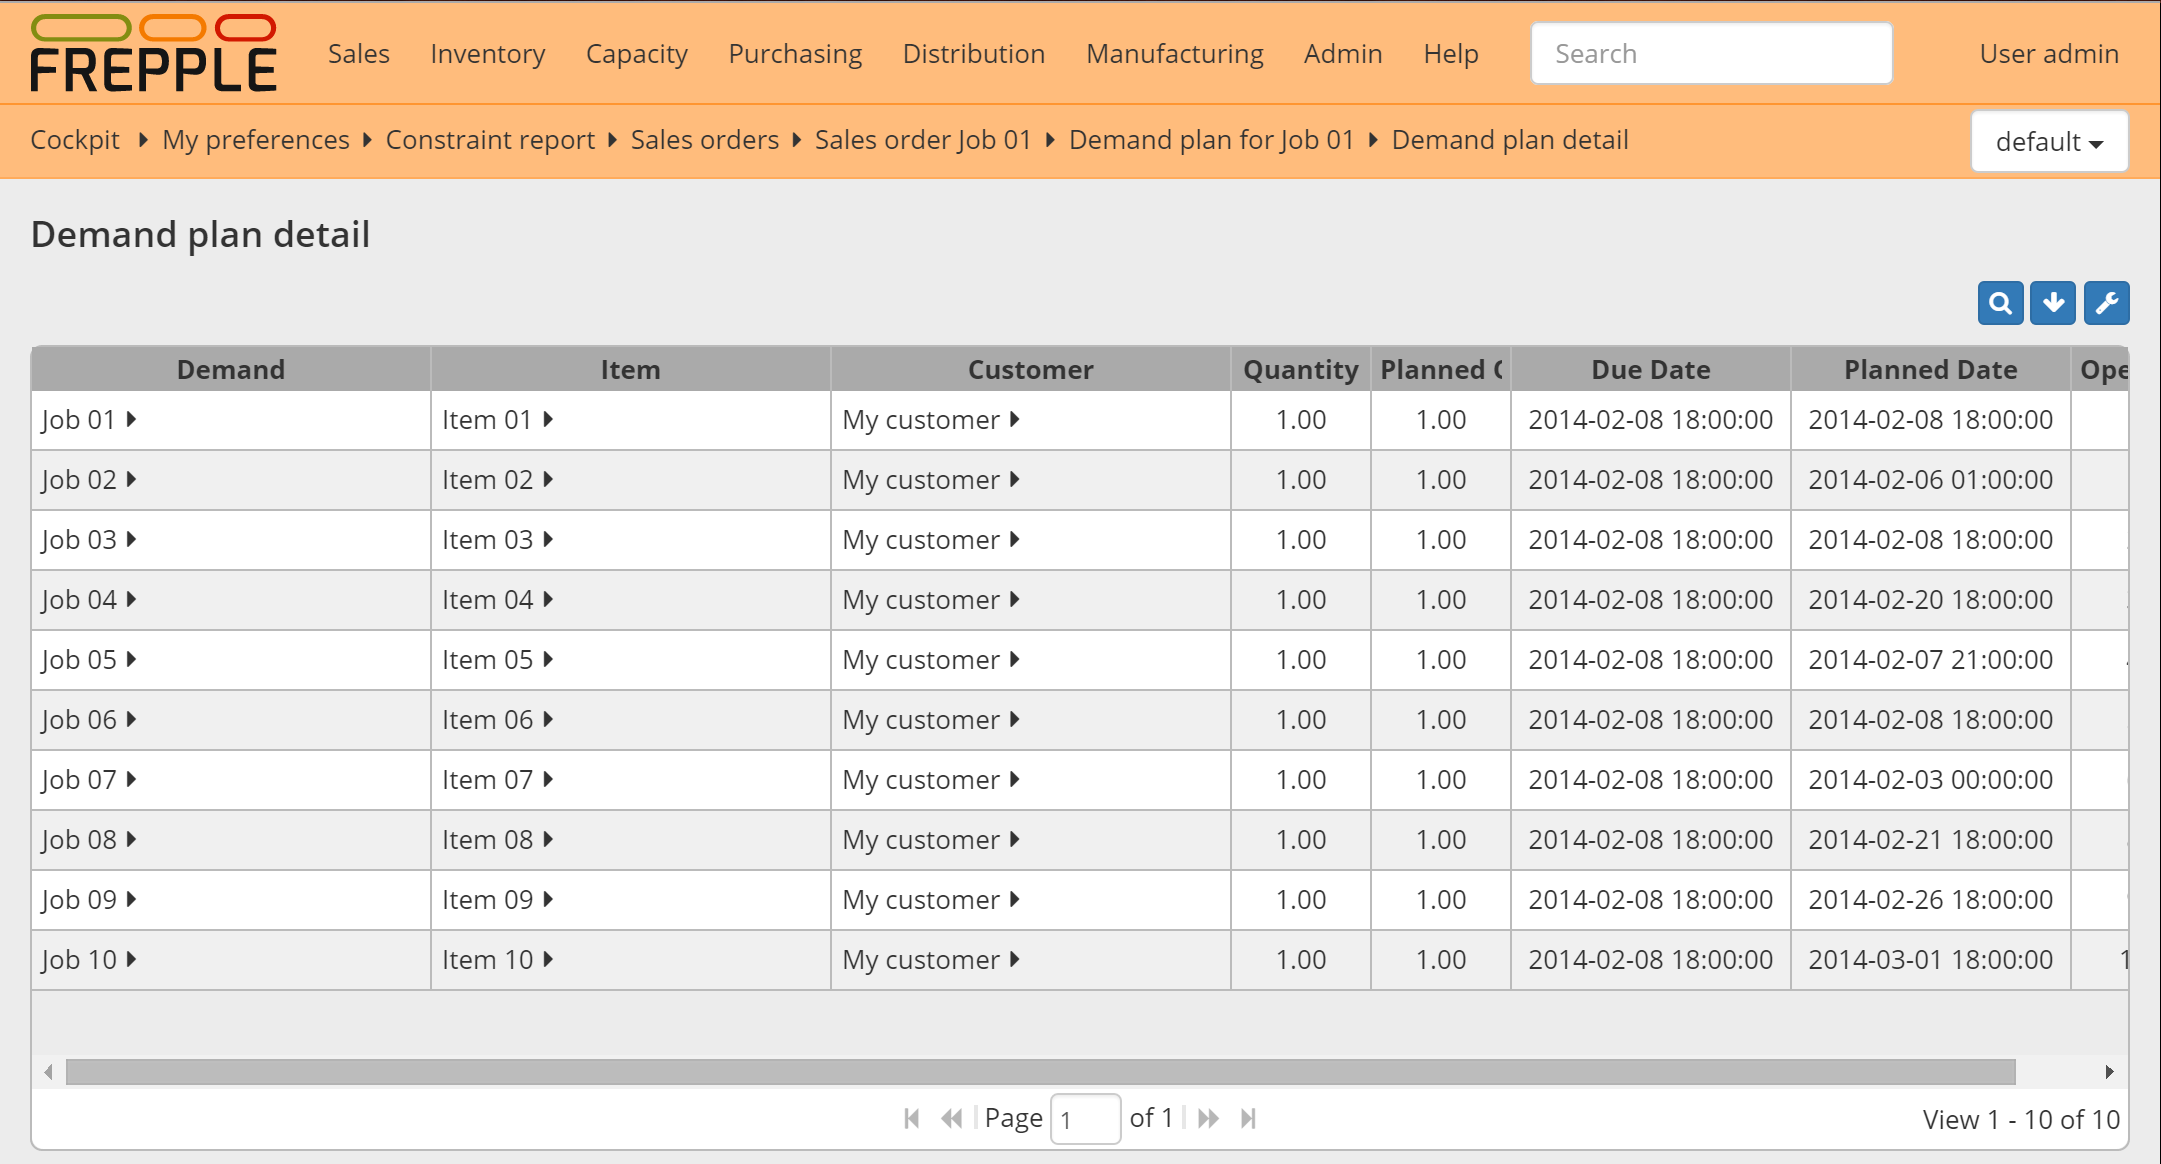 FREPPLE Sales Inventory Capacity Purchasing Distribution Manufacturing Admin Help Search User admin
Cockpit My preferences Constraint report Sales orders Sales order Job 01 Demand plan for Job 01 Demand plan detail default
Demand plan detail
Demand Item Customer Quantity Planned Due Date Planned Date Ope
Job 01 Item 01 My customer 1.00 1.00 2014-02-08 18:00:00 2014-02-08 18:00:00
Job 02 Item 02 My customer 1.00 1.00 2014-02-08 18:00:00 2014-02-06 01:00:00
Job 03 Item 03 My customer 1.00 1.00 2014-02-08 18:00:00 2014-02-08 18:00:00
Job 04 Item 04 My customer 1.00 1.00 2014-02-08 18:00:00 2014-02-20 18:00:00
Job 05 Item 05 My customer 1.00 1.00 2014-02-08 18:00:00 2014-02-07 21:00:00
Job 06 Item 06 My customer 1.00 1.00 2014-02-08 18:00:00 2014-02-08 18:00:00
Job 07 Item 07 My customer 1.00 1.00 2014-02-08 18:00:00 2014-02-03 00:00:00
Job 08 Item 08 My customer 1.00 1.00 2014-02-08 18:00:00 2014-02-21 18:00:00
Job 09 Item 09 My customer 1.00 1.00 2014-02-08 18:00:00 2014-02-26 18:00:00
Job 10 Item 10 My customer 1.00 1.00 2014-02-08 18:00:00 2014-03-01 18:00:00 1
Page 1 of 1 View 1 - 10 of 10